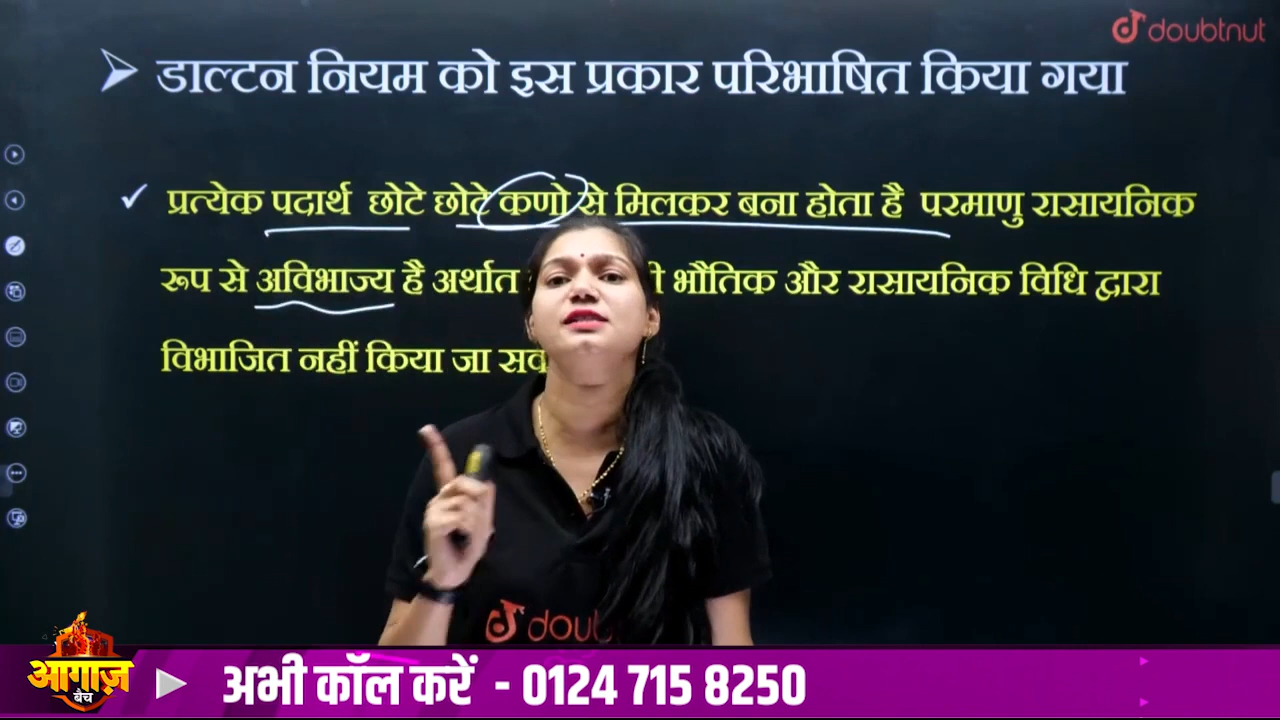 doubtnut
डाल्टन नियम को इस प्रकार परिभाषित किया गया
प्रत्येक पदार्थ छोटे छोटे कणो से मिलकर बना होता है परमाणु रासायनिक
रूप से अविभाज्य है अर्थात भौतिक और रासायनिक विधि द्वारा
विभाजित नहीं किया जा
doubt
आगाज़
बैच
अभी कॉल करें - 0124 715 8250